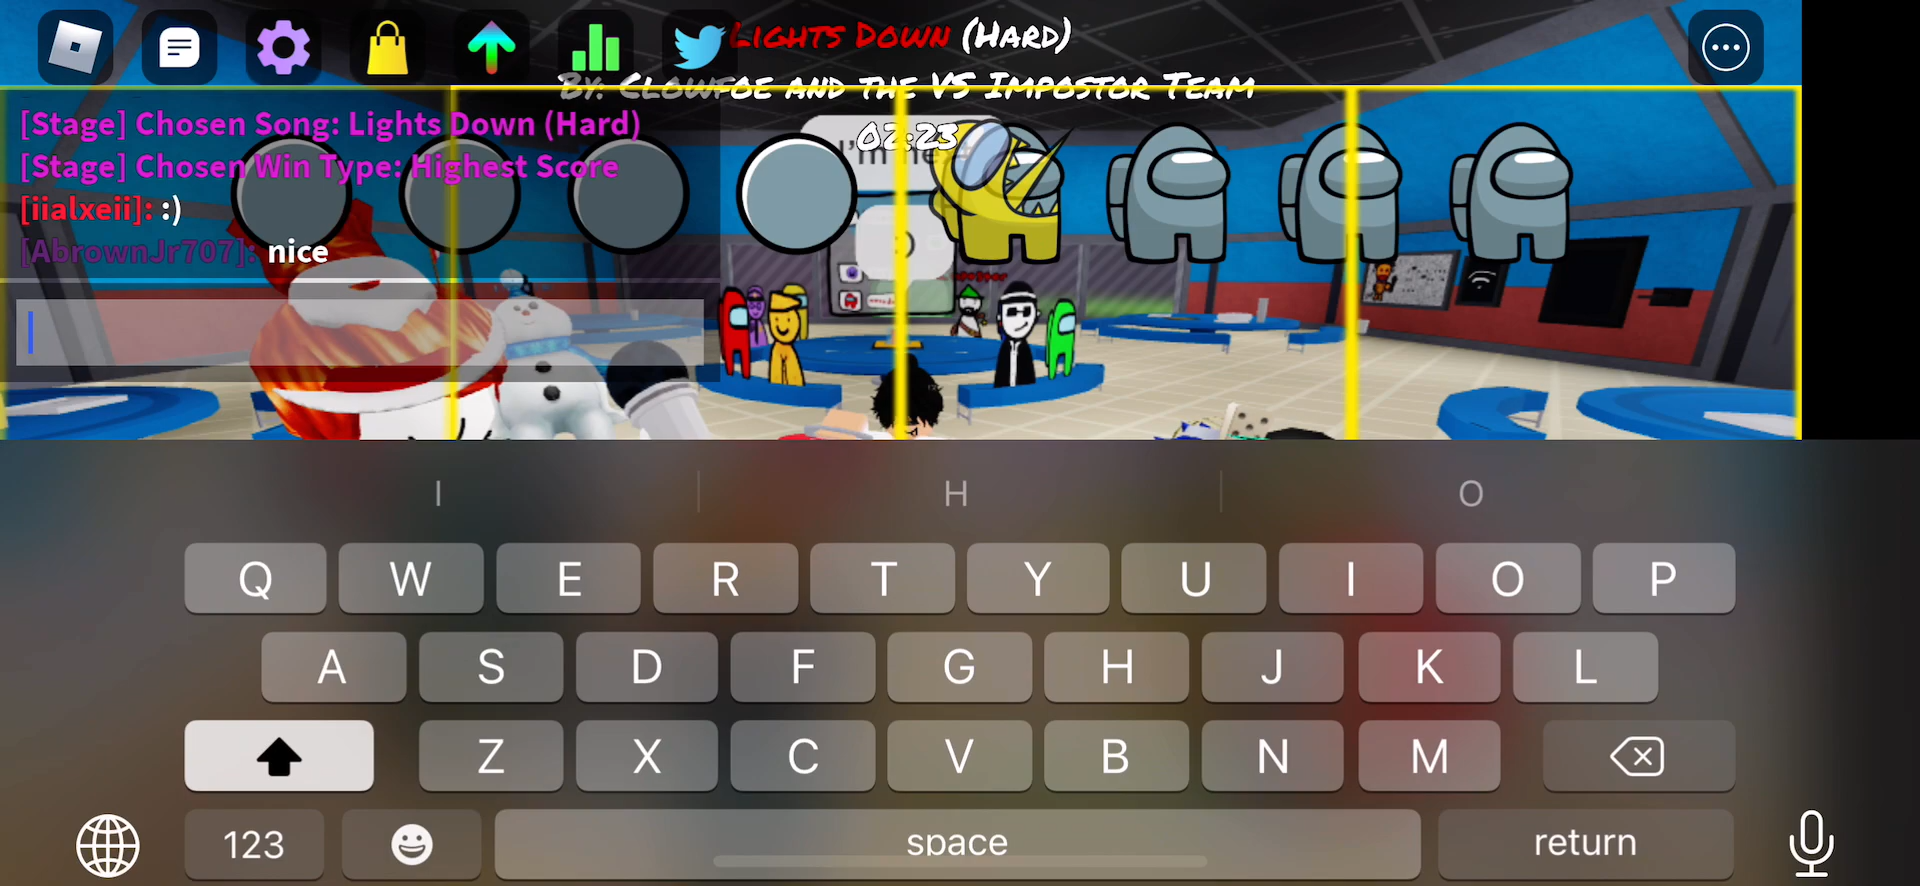 Lights Down (Hard)
By: Clowfoe and the VS Impostor Team
02:23
[Stage] Chosen Song: Lights Down (Hard)
[Stage] Chosen Win Type: Highest Score
[iialxeii]: :)
[AbrownJr707]: nice
I H O
Q W E R T Y U I O P
A S D F G H J K L
Z X C V B N M
123 space return